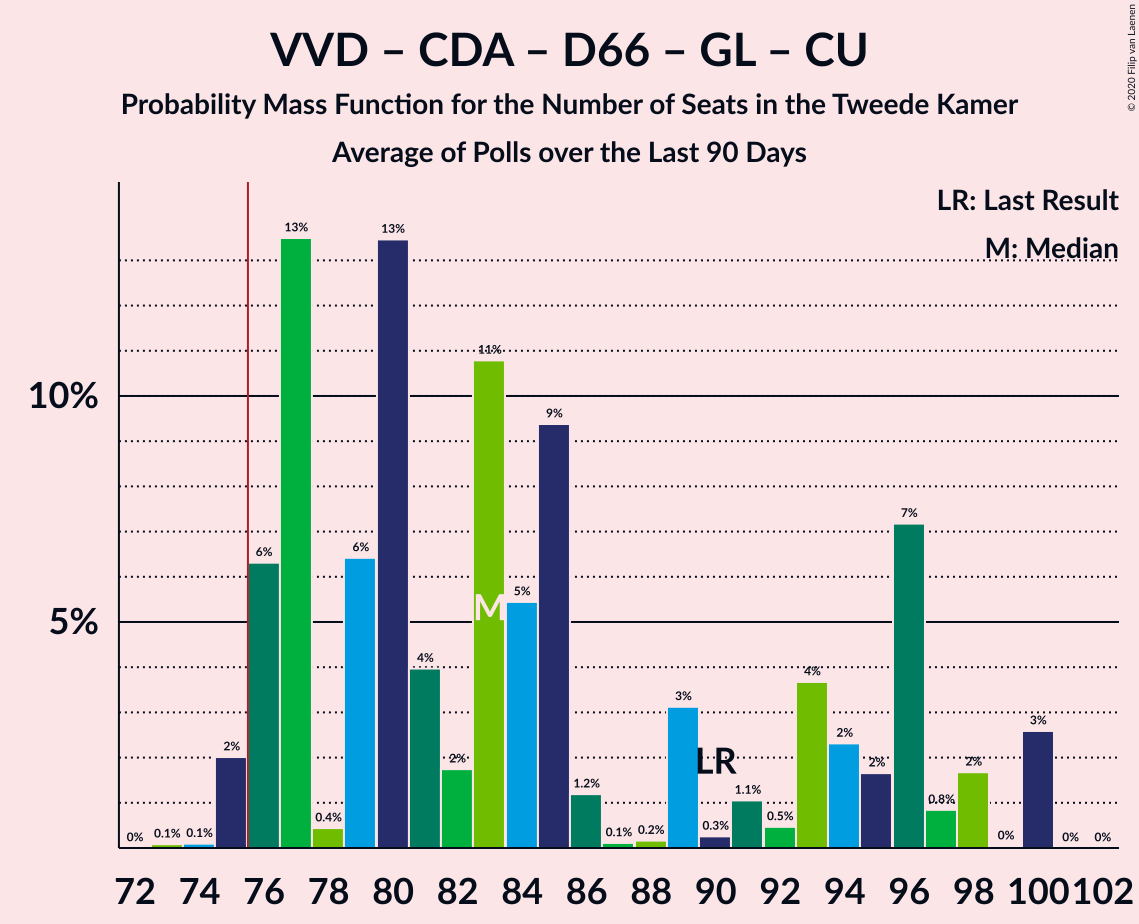 VVD – CDA – D66 – GL – CU
Probability Mass Function for the Number of Seats in the Tweede Kamer
Average of Polls over the Last 90 Days
© 2020 Filip van Laenen
LR: Last Result
M: Median
10%
5%
0% 0.1% 0.1% 2% 6% 13% 0.4% 6% 13% 4% 2% 11% 5% 9% 1.2% 0.1% 0.2% 3% 0.3% 1.1% 0.5% 4% 2% 2% 7% 0.8% 2% 0% 3% 0% 0%
M
LR
72 74 76 78 80 82 84 86 88 90 92 94 96 98 100 102